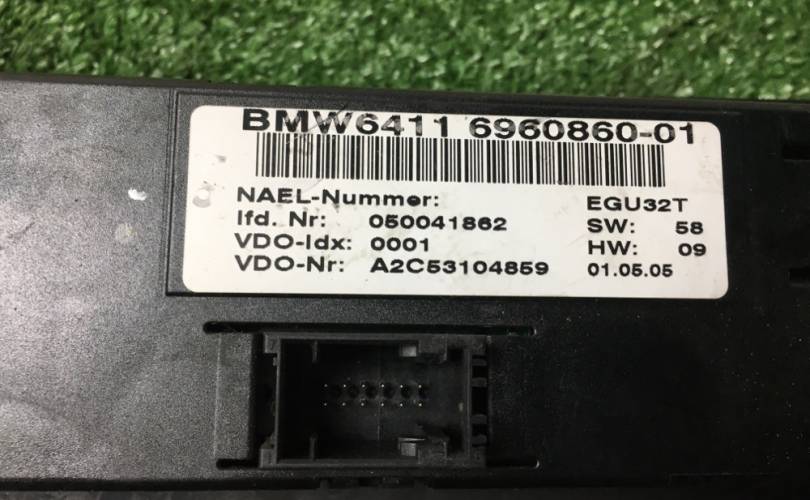 BMW6411 6960860-01
NAEL-Nummer: EGU32T
lfd. Nr: 050041862 SW: 58
VDO-Idx: 0001 HW: 09
VDO-Nr: A2C53104859 01.05.05